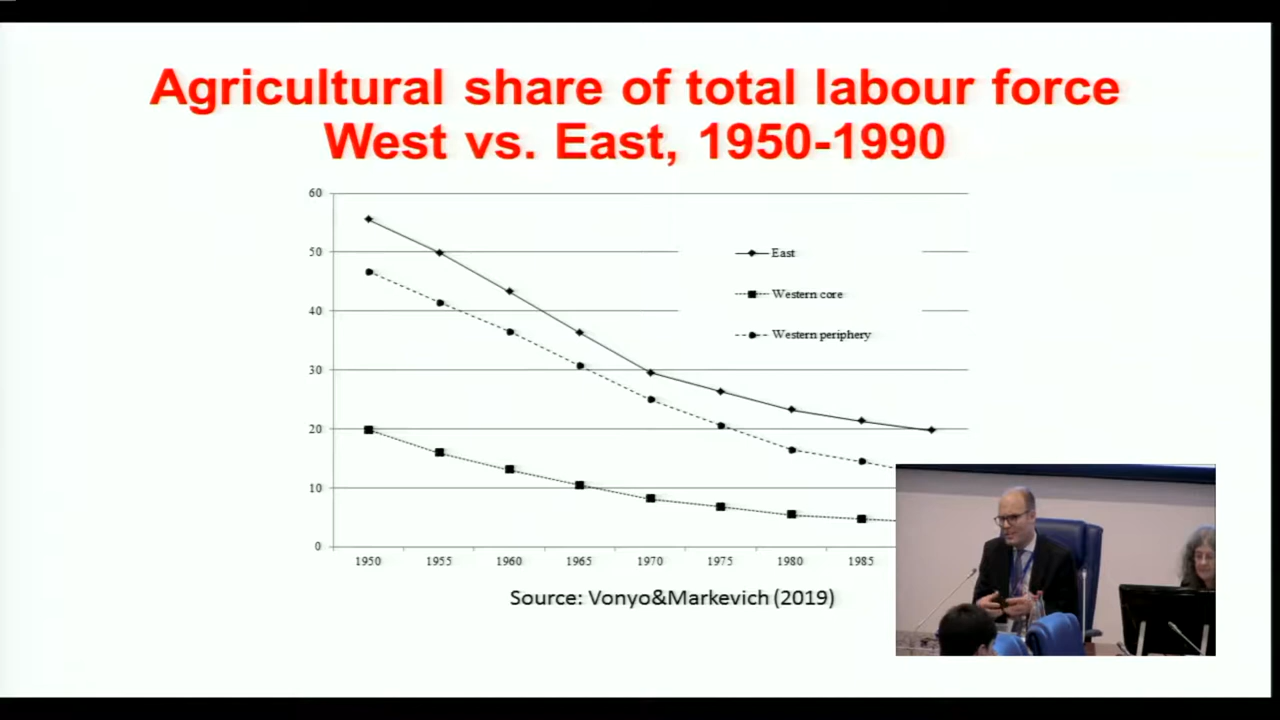 Agricultural share of total labour force
West vs. East, 1950-1990
60
50
40
30
20
10
0
East
Western core
Western periphery
1950 1955 1960 1965 1970 1975 1980 1985
Source: Vonyo&Markevich (2019)